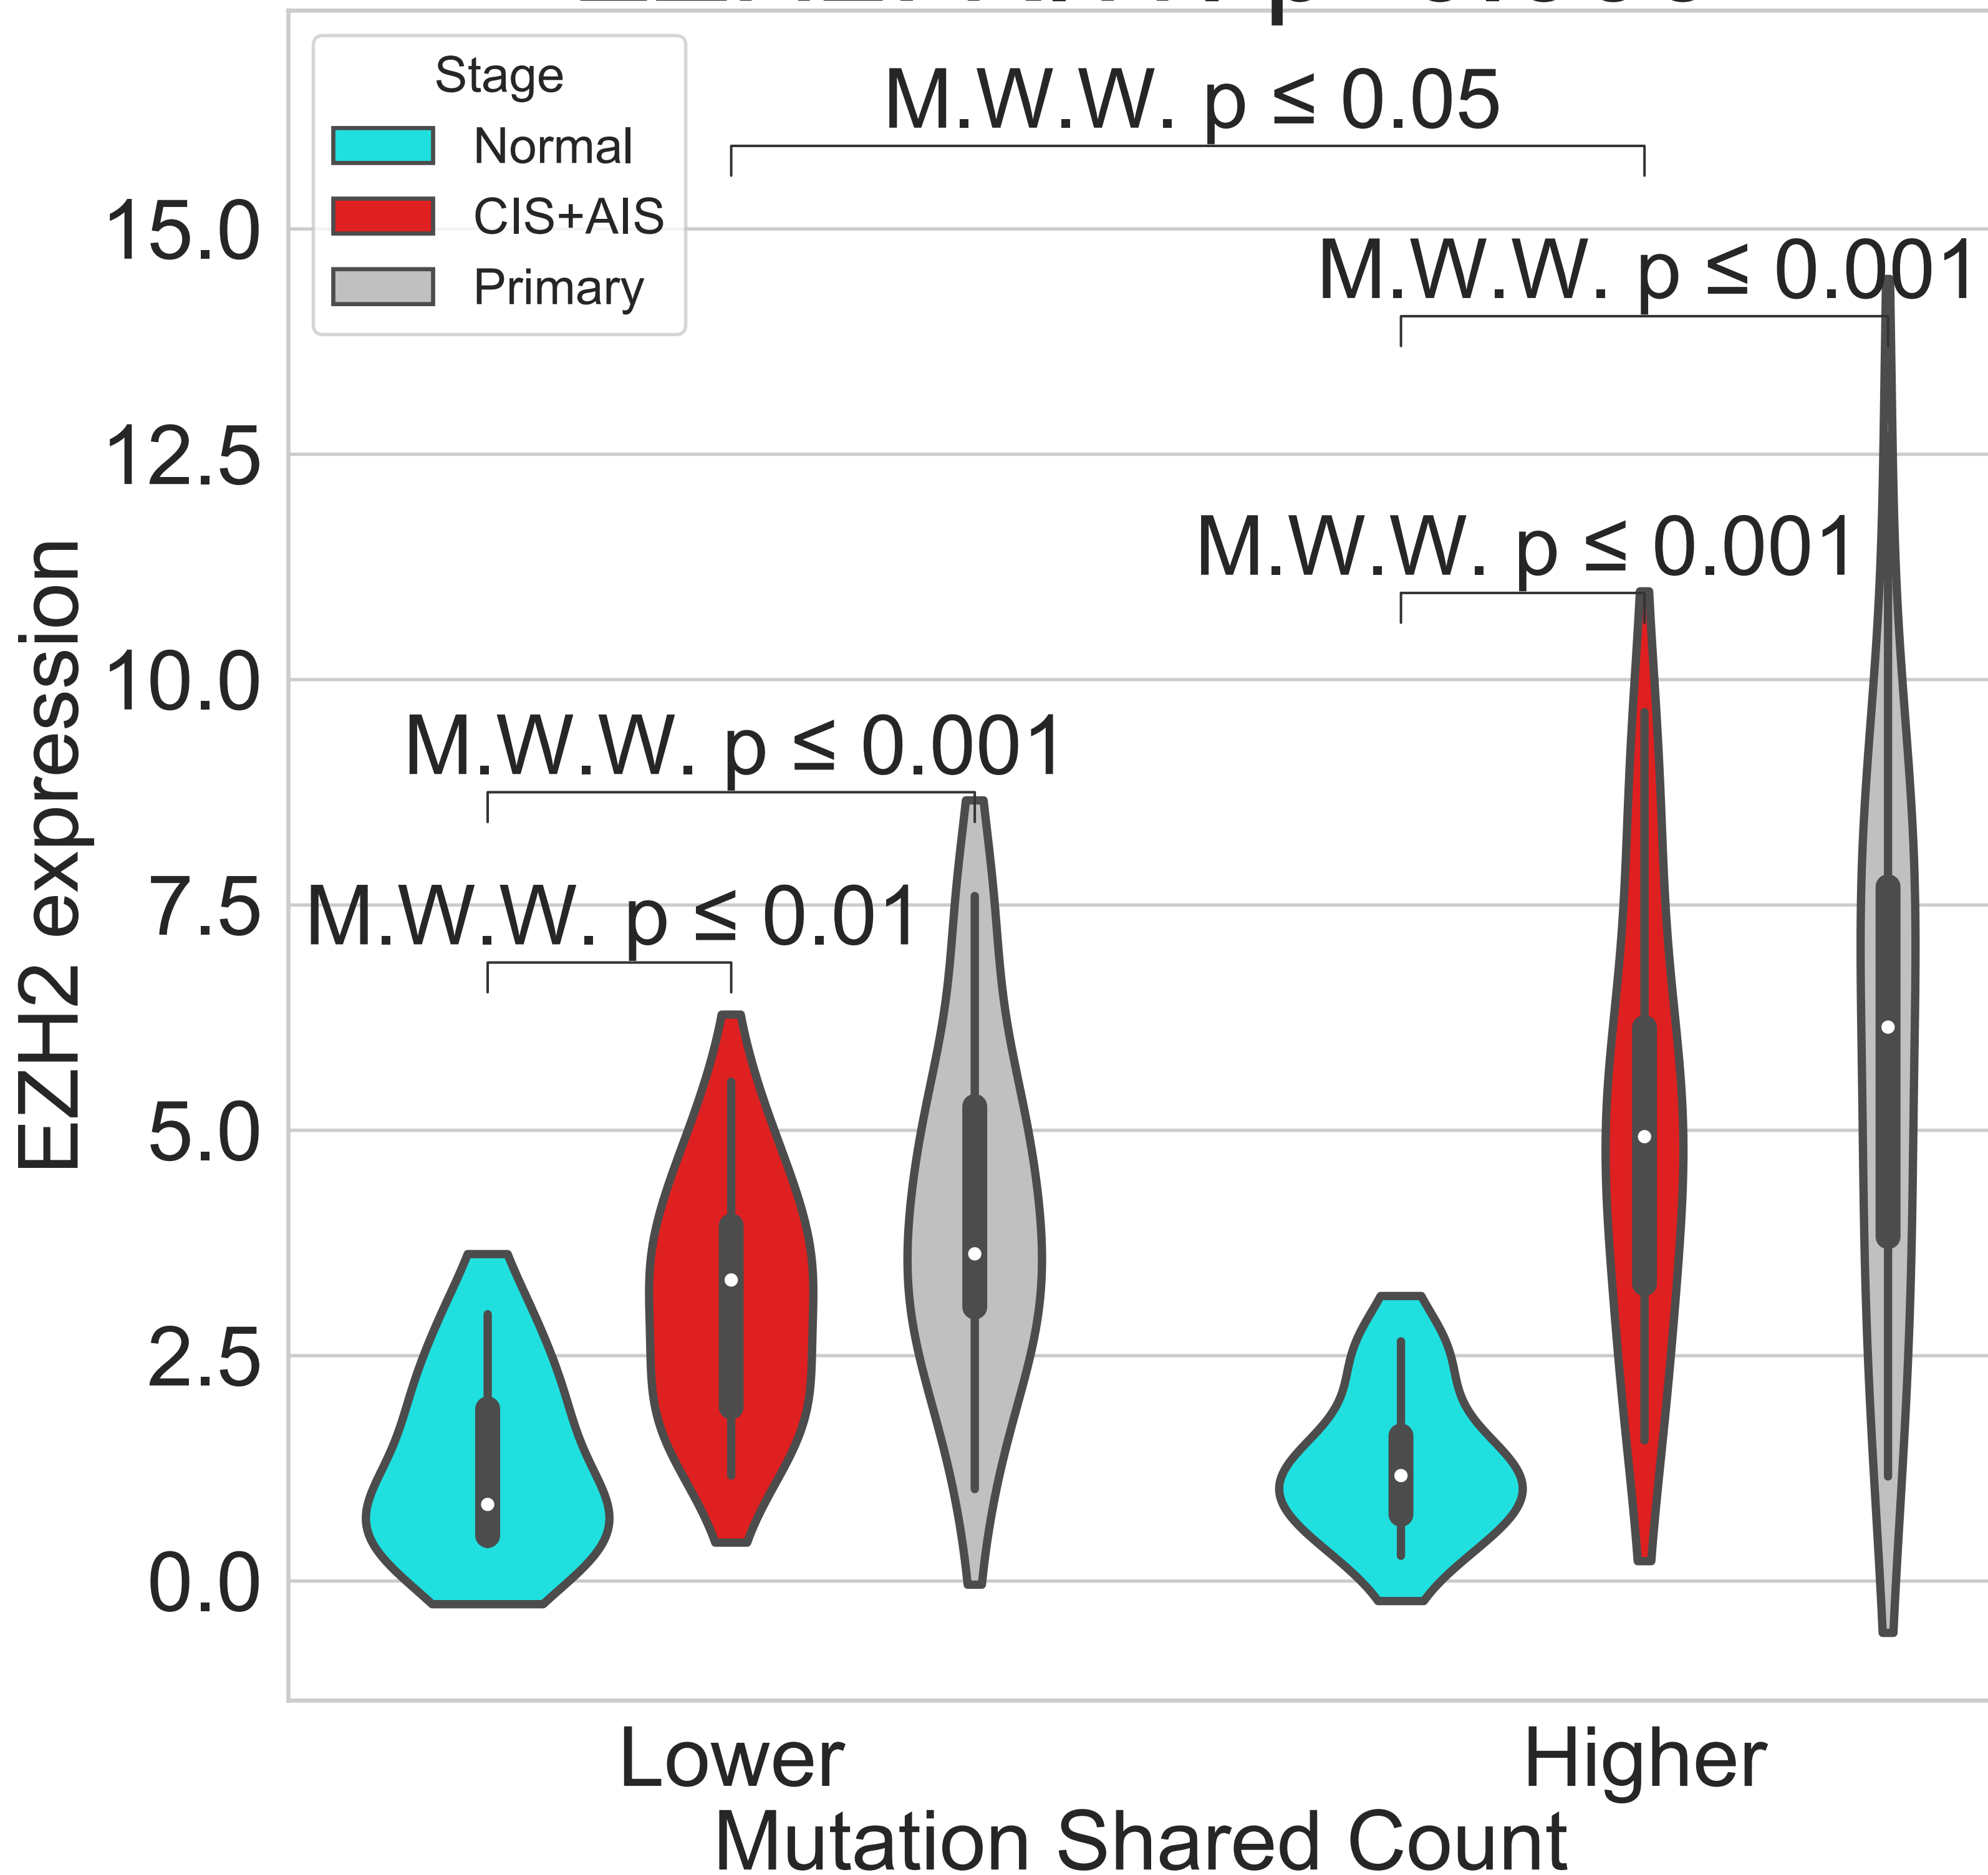 Stage
Normal
CIS+AIS
Primary
M.W.W. p ≤ 0.05
M.W.W. p ≤ 0.001
M.W.W. p ≤ 0.001
M.W.W. p ≤ 0.001
M.W.W. p ≤ 0.01
15.0
12.5
10.0
7.5
5.0
2.5
0.0
EZH2 expression
Lower
Higher
Mutation Shared Count